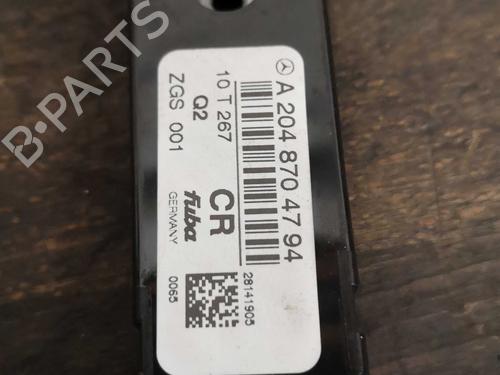 B-PARTS
A 204 870 47 94
10 T 267
Q2
ZGS 001
CR
fuba
GERMANY
28141905
0065